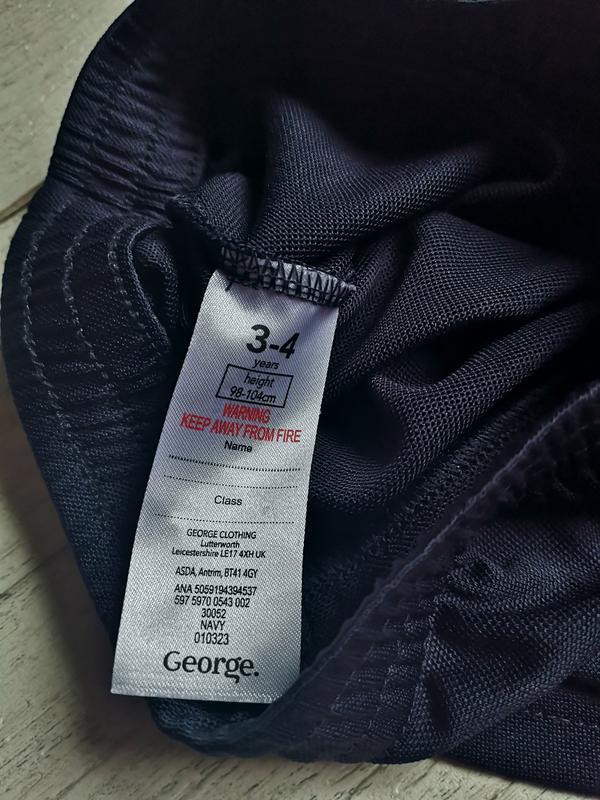 3-4
years
height
98-104cm
WARNING
KEEP AWAY FROM FIRE
Name
Class
GEORGE CLOTHING
Lutterworth
Leicestershire LE17 4XH UK
ASDA, Antrim, BT41 4GY
ANA 5059194394537
597 5970 0543 002
30052
NAVY
010323
George.